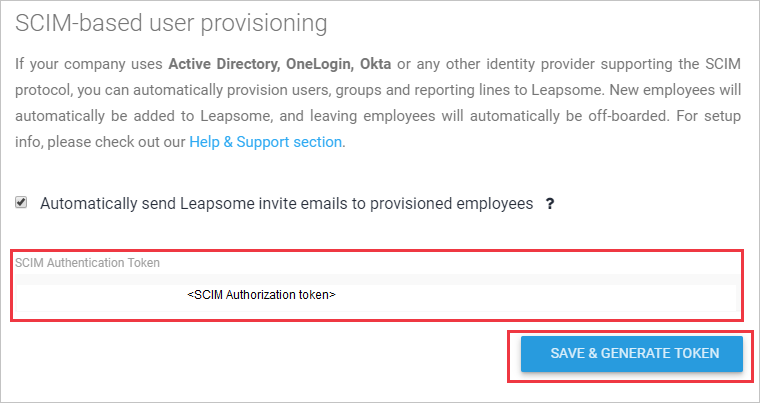 SCIM-based user provisioning
If your company uses Active Directory, OneLogin, Okta or any other identity provider supporting the SCIM
protocol, you can automatically provision users, groups and reporting lines to Leapsome. New employees will
automatically be added to Leapsome, and leaving employees will automatically be off-boarded. For setup
info, please check out our Help & Support section.
Automatically send Leapsome invite emails to provisioned employees ?
SCIM Authentication Token
<SCIM Authorization token>
SAVE & GENERATE TOKEN